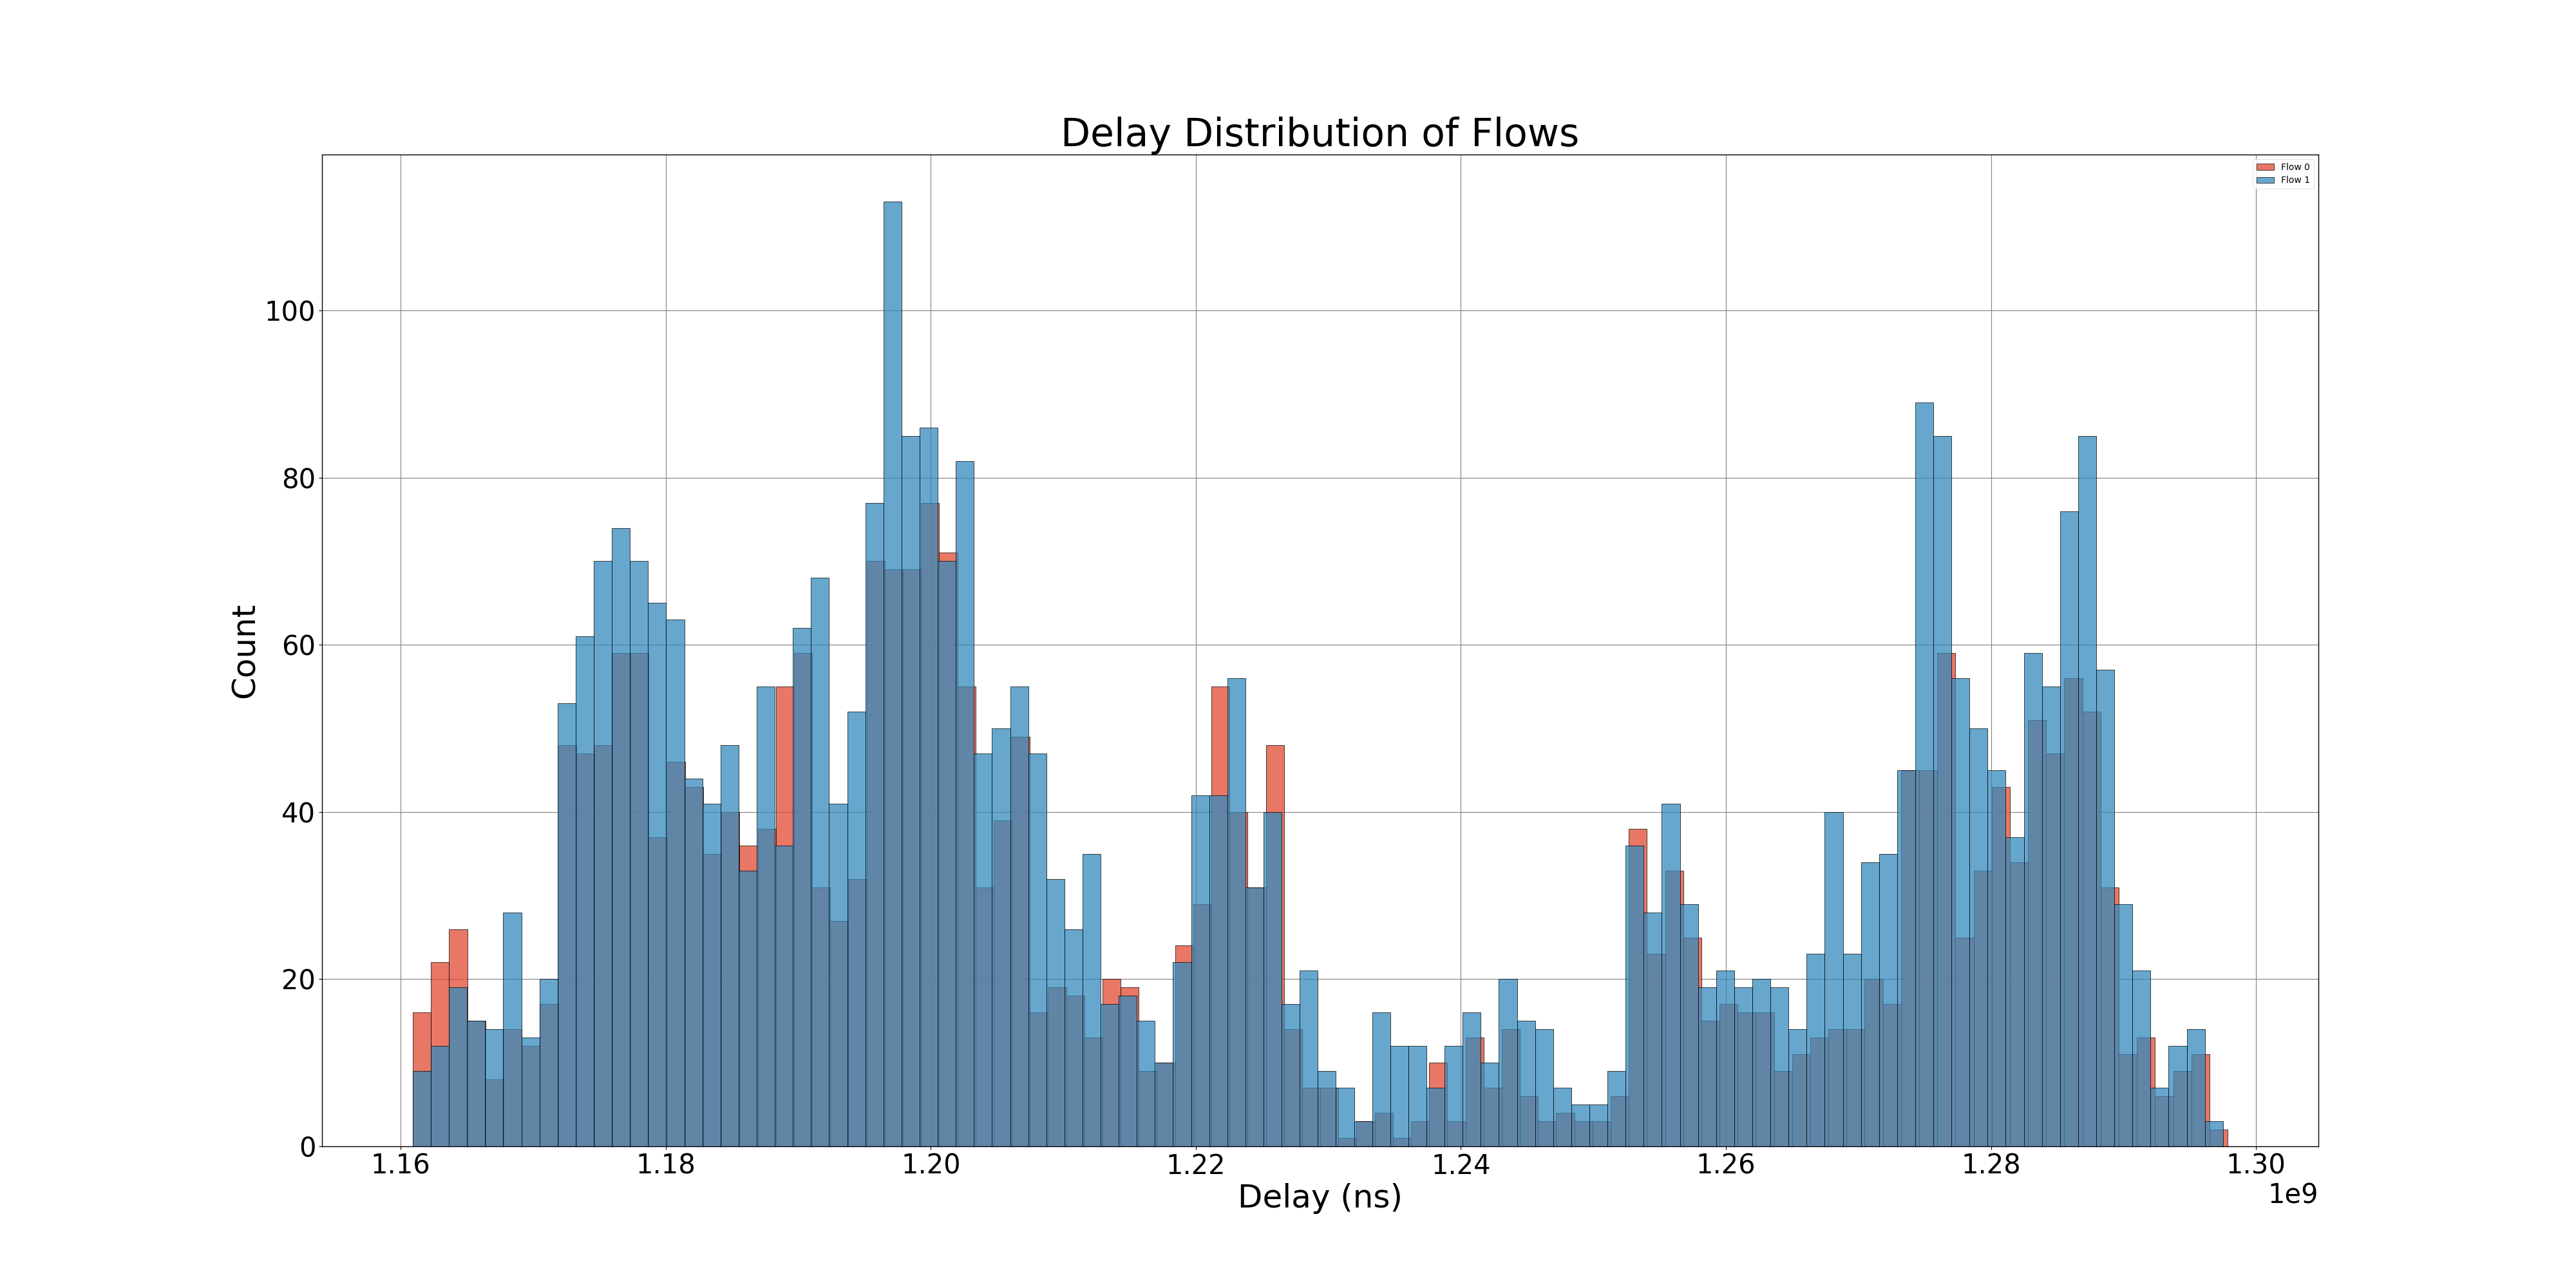 Delay Distribution of Flows
Flow 0
Flow 1
Count
100
80
60
40
20
0
1.16 1.18 1.20 1.22 1.24 1.26 1.28 1.30
1e9
Delay (ns)